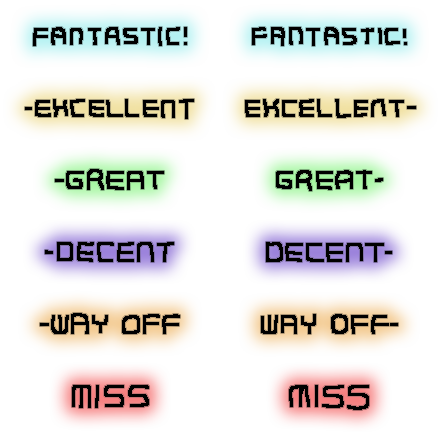 FANTASTIC! FANTASTIC!
-EXCELLENT EXCELLENT-
-GREAT GREAT-
-DECENT DECENT-
-WAY OFF WAY OFF-
MISS MISS